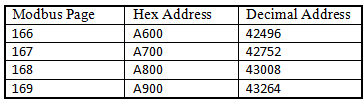 Modbus Page Hex Address Decimal Address
166 A600 42496
167 A700 42752
168 A800 43008
169 A900 43264